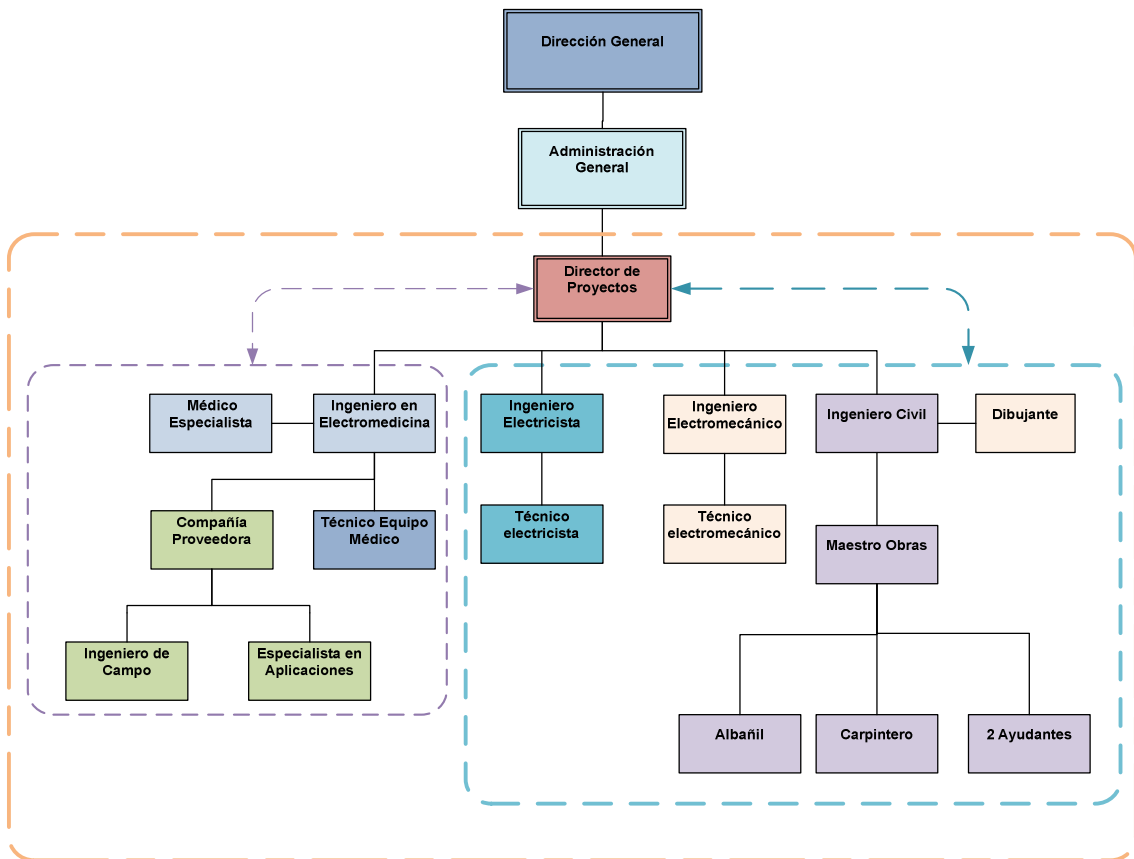 Dirección General
Administración
General
Director de
Proyectos
Médico
Especialista
Ingeniero en
Electromedicina
Ingeniero
Electricista
Ingeniero
Electromecánico
Ingeniero Civil
Dibujante
Compañía
Proveedora
Técnico Equipo
Médico
Técnico
electricista
Técnico
electromecánico
Maestro Obras
Ingeniero de
Campo
Especialista en
Aplicaciones
Albañil
Carpintero
2 Ayudantes